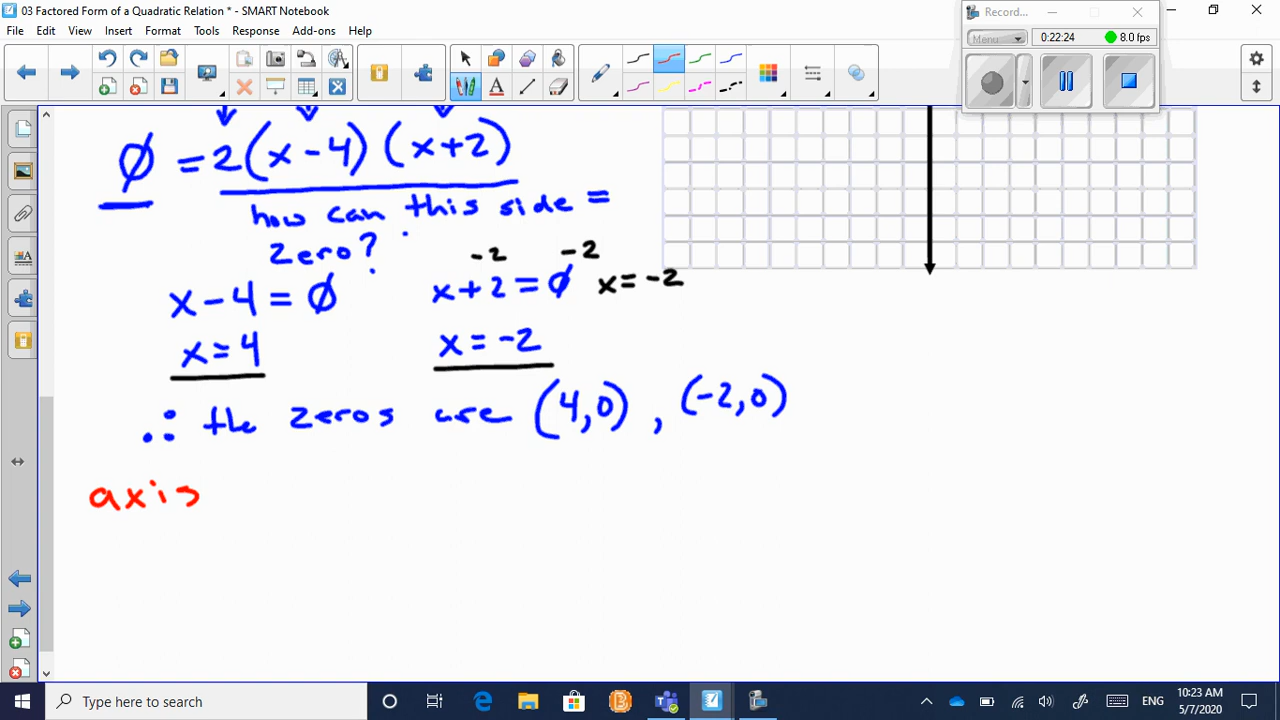 03 Factored Form of a Quadratic Relation * - SMART Notebook
File Edit View Insert Format Tools Response Add-ons Help
Recor...
Menu 0:22:24 8.0 fps
∅ = 2(x-4)(x+2)
how can this side =
zero?
-2 -2
x-4=∅ x+2=∅ x=-2
x=4 x=-2
∴ the zeros are (4,0), (-2,0)
axis
Type here to search
ENG
10:23 AM
5/7/2020